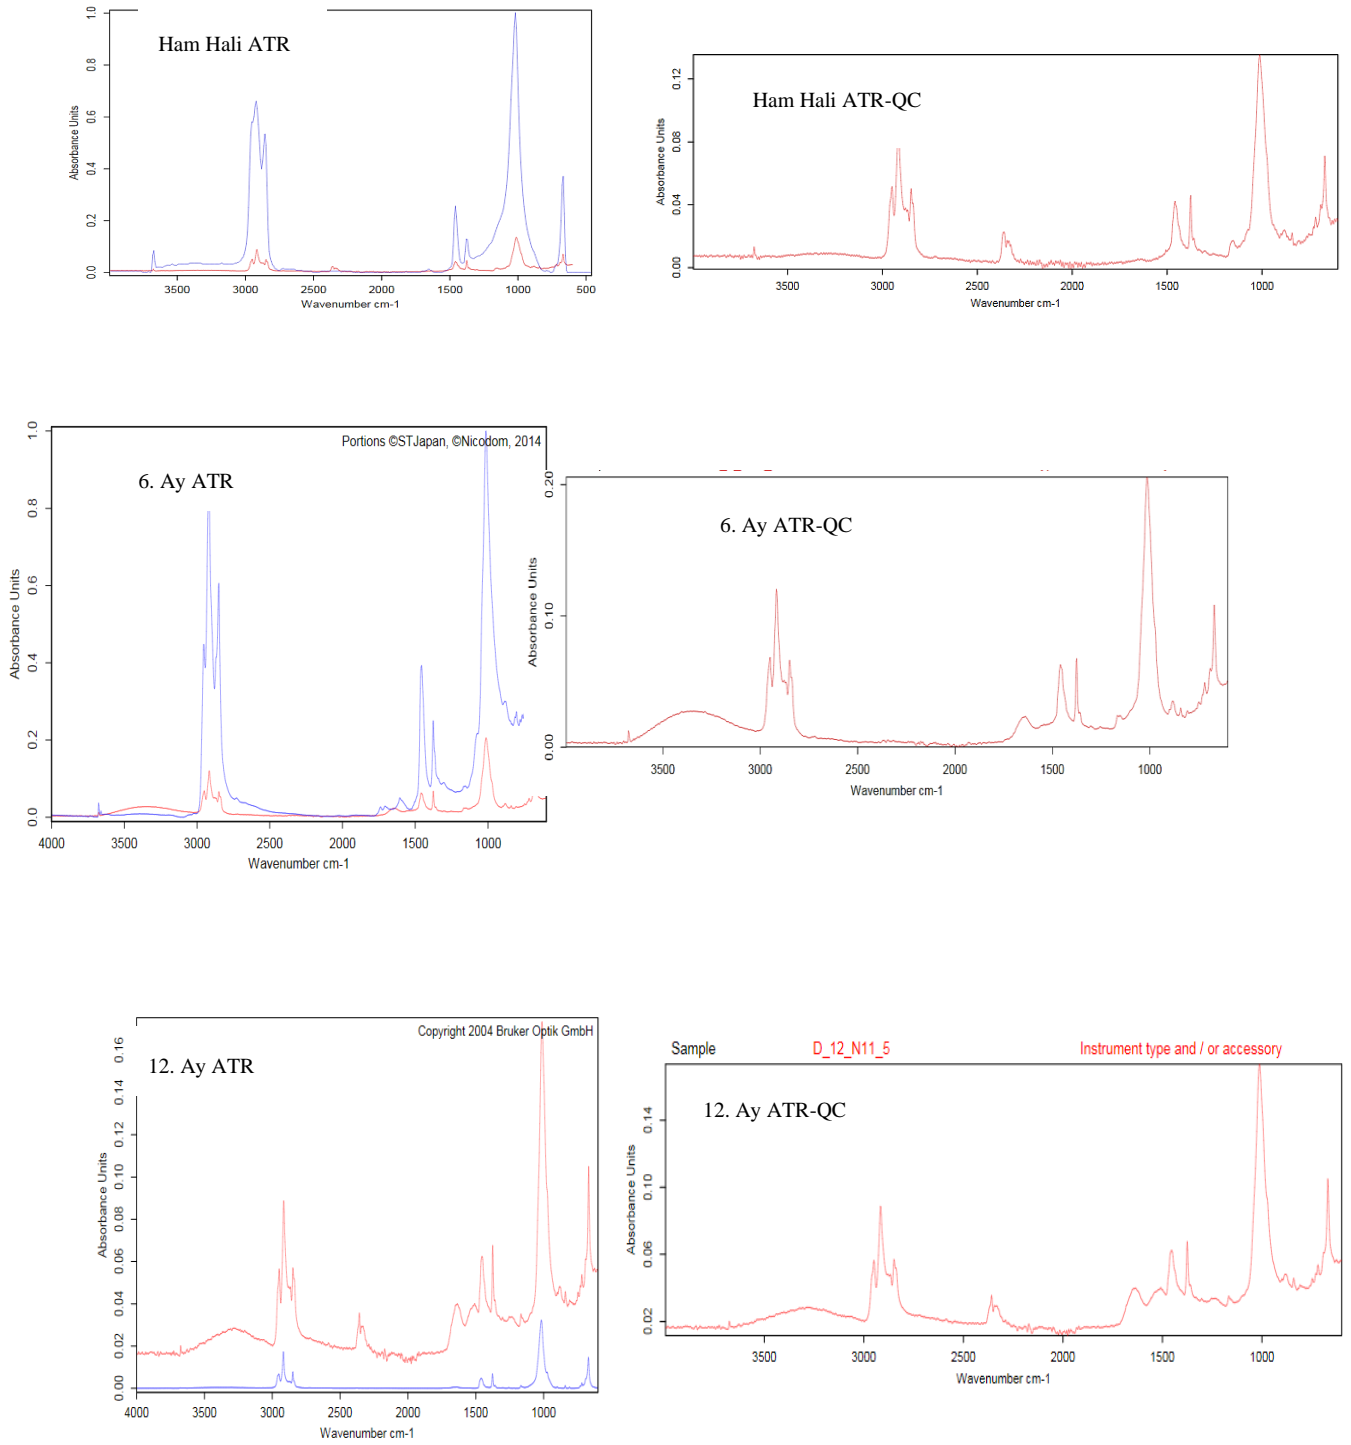 Ham Hali ATR
Absorbance Units
0.0 0.2 0.4 0.6 0.8 1.0
3500 3000 2500 2000 1500 1000 500
Wavenumber cm-1
Ham Hali ATR-QC
Absorbance Units
0.00 0.04 0.08 0.12
3500 3000 2500 2000 1500 1000
Wavenumber cm-1
Portions ©STJapan, ©Nicodom, 2014
6. Ay ATR
Absorbance Units
0.0 0.2 0.4 0.6 0.8 1.0
4000 3500 3000 2500 2000 1500 1000
Wavenumber cm-1
6. Ay ATR-QC
Absorbance Units
0.00 0.10 0.20
3500 3000 2500 2000 1500 1000
Wavenumber cm-1
Copyright 2004 Bruker Optik GmbH
12. Ay ATR
Absorbance Units
0.00 0.02 0.04 0.06 0.08 0.10 0.12 0.14 0.16
4000 3500 3000 2500 2000 1500 1000
Wavenumber cm-1
Sample D_12_N11_5 Instrument type and / or accessory
12. Ay ATR-QC
Absorbance Units
0.02 0.06 0.10 0.14
3500 3000 2500 2000 1500 1000
Wavenumber cm-1